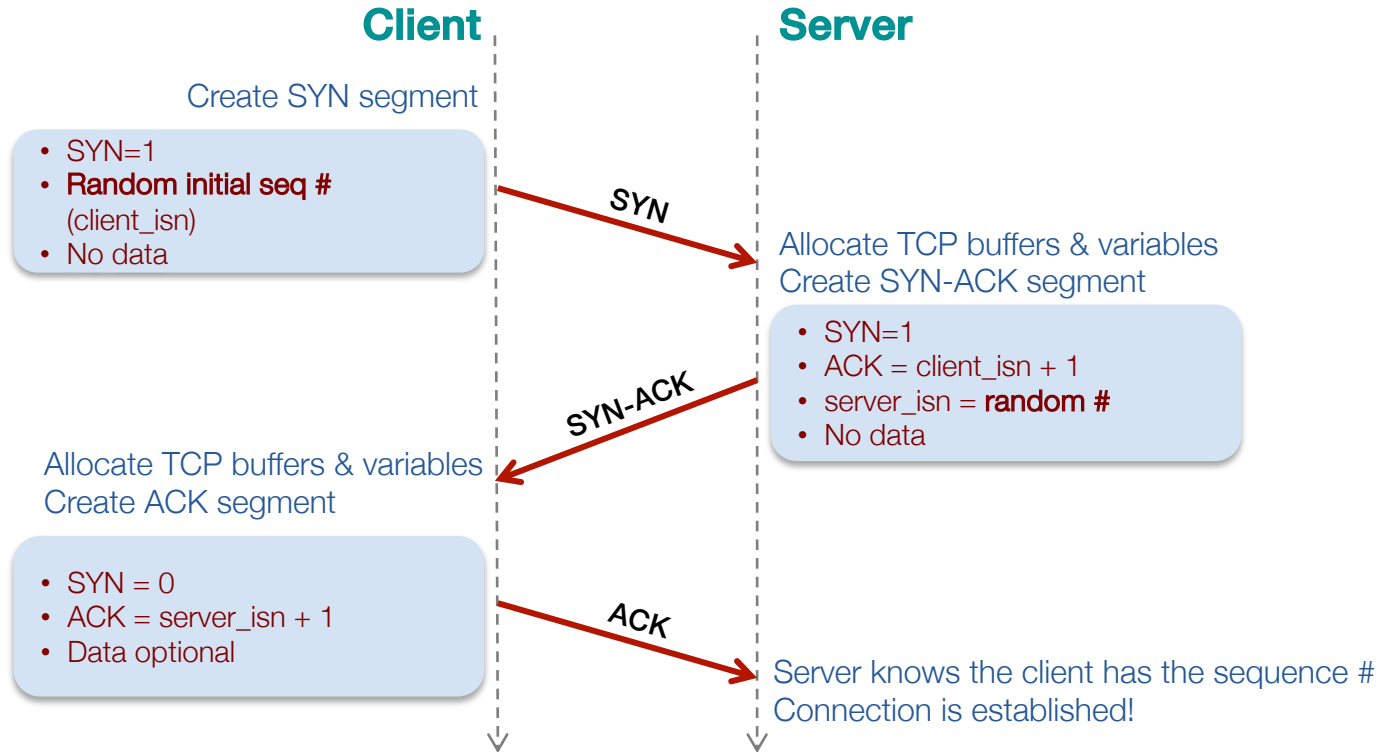 Client
Server
Create SYN segment
• SYN=1
• Random initial seq #
(client_isn)
• No data
SYN
Allocate TCP buffers & variables
Create SYN-ACK segment
• SYN=1
• ACK = client_isn + 1
• server_isn = random #
• No data
SYN-ACK
Allocate TCP buffers & variables
Create ACK segment
• SYN = 0
• ACK = server_isn + 1
• Data optional
ACK
Server knows the client has the sequence #
Connection is established!